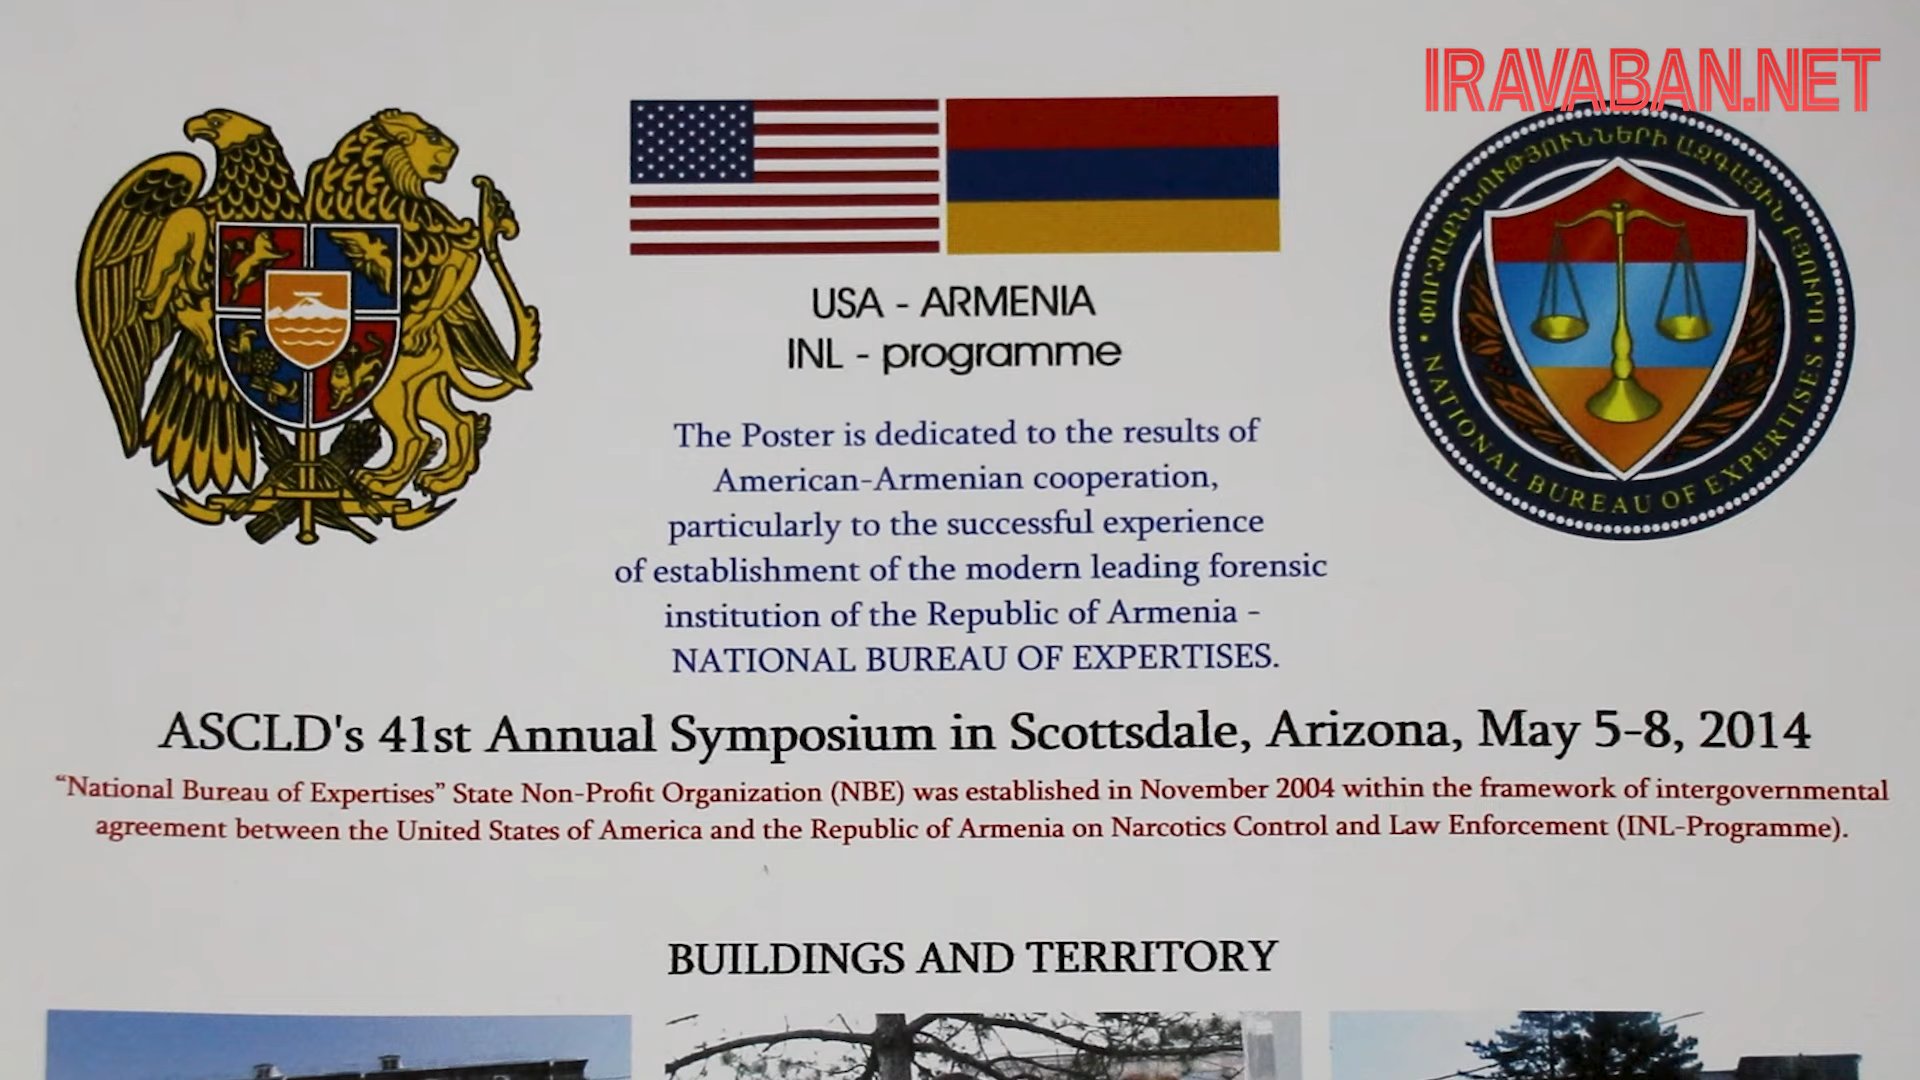 IRAVABAN.NET
USA - ARMENIA
INL - programme
ՓՈՐՁԱՔՆՆՈՒԹՅՈՒՆՆԵՐԻ ԱԶԳԱՅԻՆ ԲՅՈՒՐՈ
• NATIONAL BUREAU OF EXPERTISES •
The Poster is dedicated to the results of
American-Armenian cooperation,
particularly to the successful experience
of establishment of the modern leading forensic
institution of the Republic of Armenia -
NATIONAL BUREAU OF EXPERTISES.
ASCLD's 41st Annual Symposium in Scottsdale, Arizona, May 5-8, 2014
“National Bureau of Expertises” State Non-Profit Organization (NBE) was established in November 2004 within the framework of intergovernmental
agreement between the United States of America and the Republic of Armenia on Narcotics Control and Law Enforcement (INL-Programme).
BUILDINGS AND TERRITORY